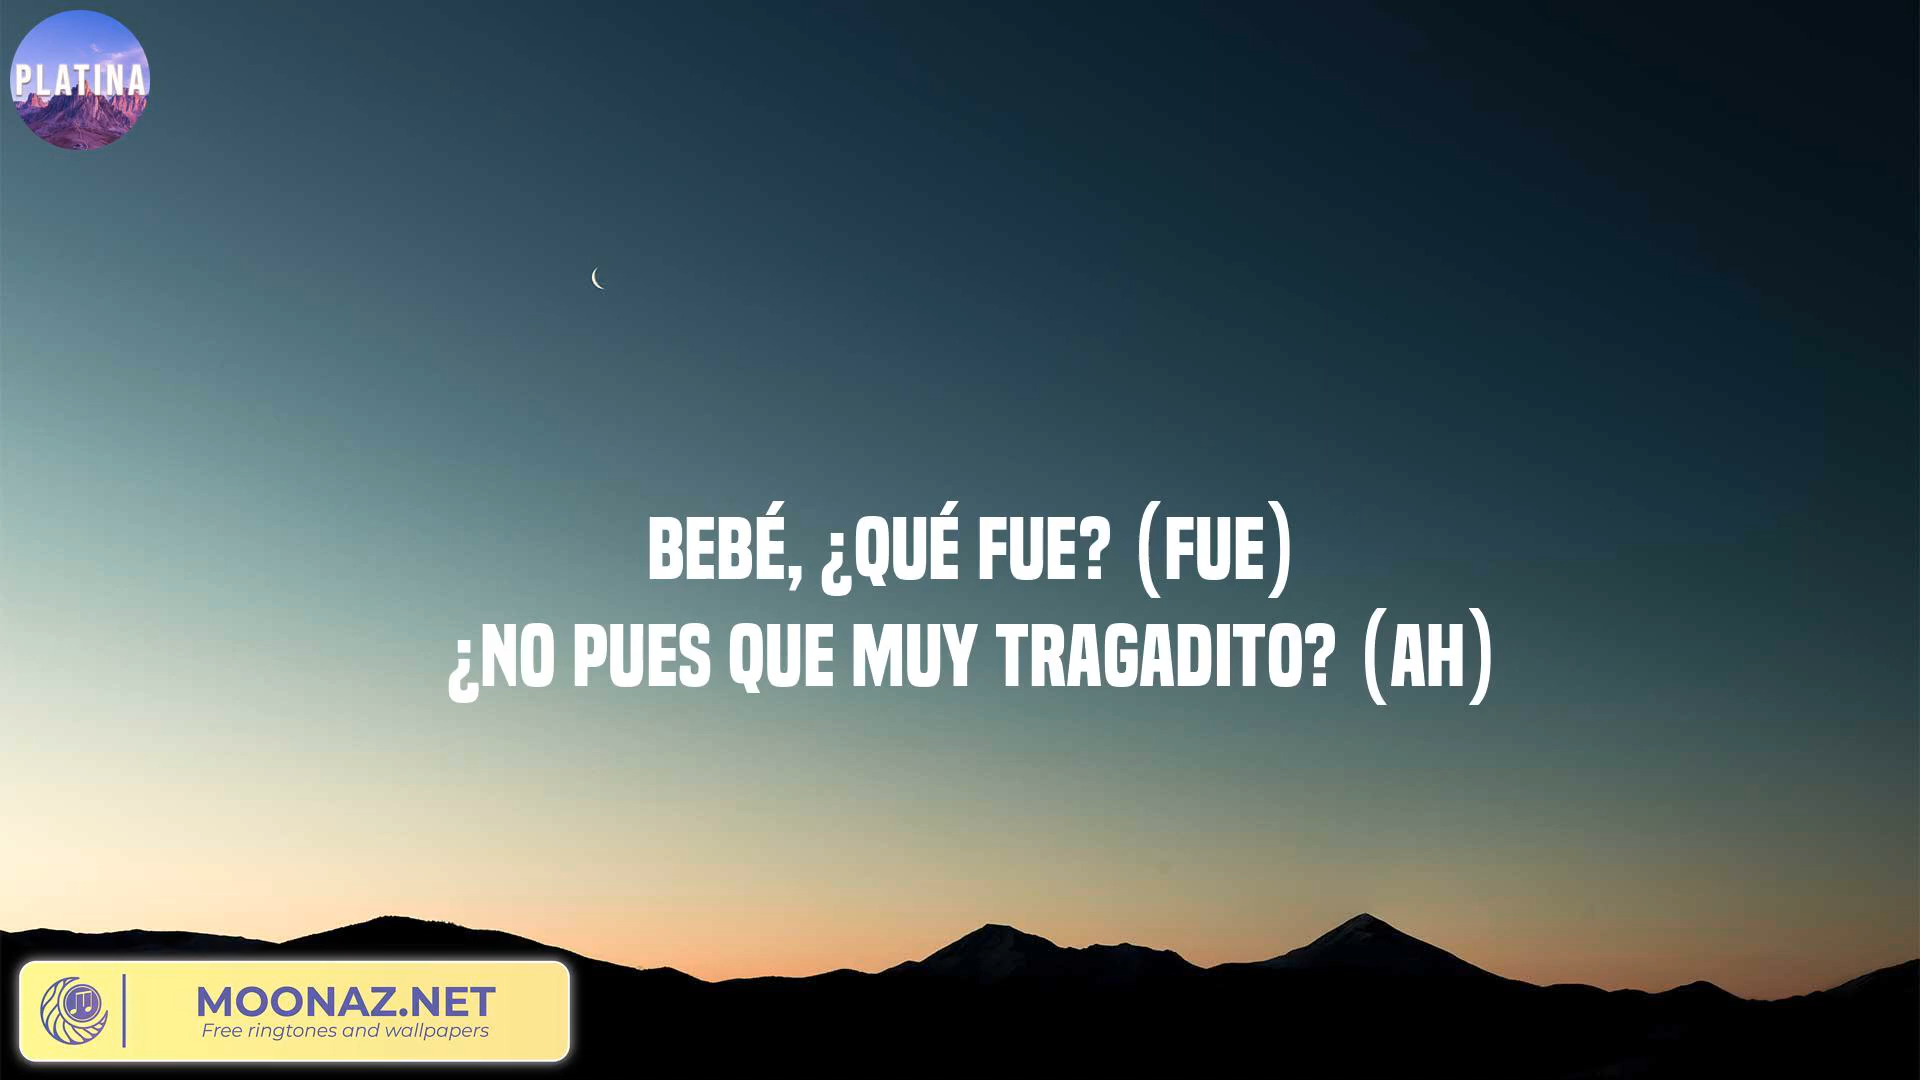 PLATINA
BEBÉ, ¿QUÉ FUE? (FUE)
¿NO PUES QUE MUY TRAGADITO? (AH)
MOONAZ.NET
Free ringtones and wallpapers